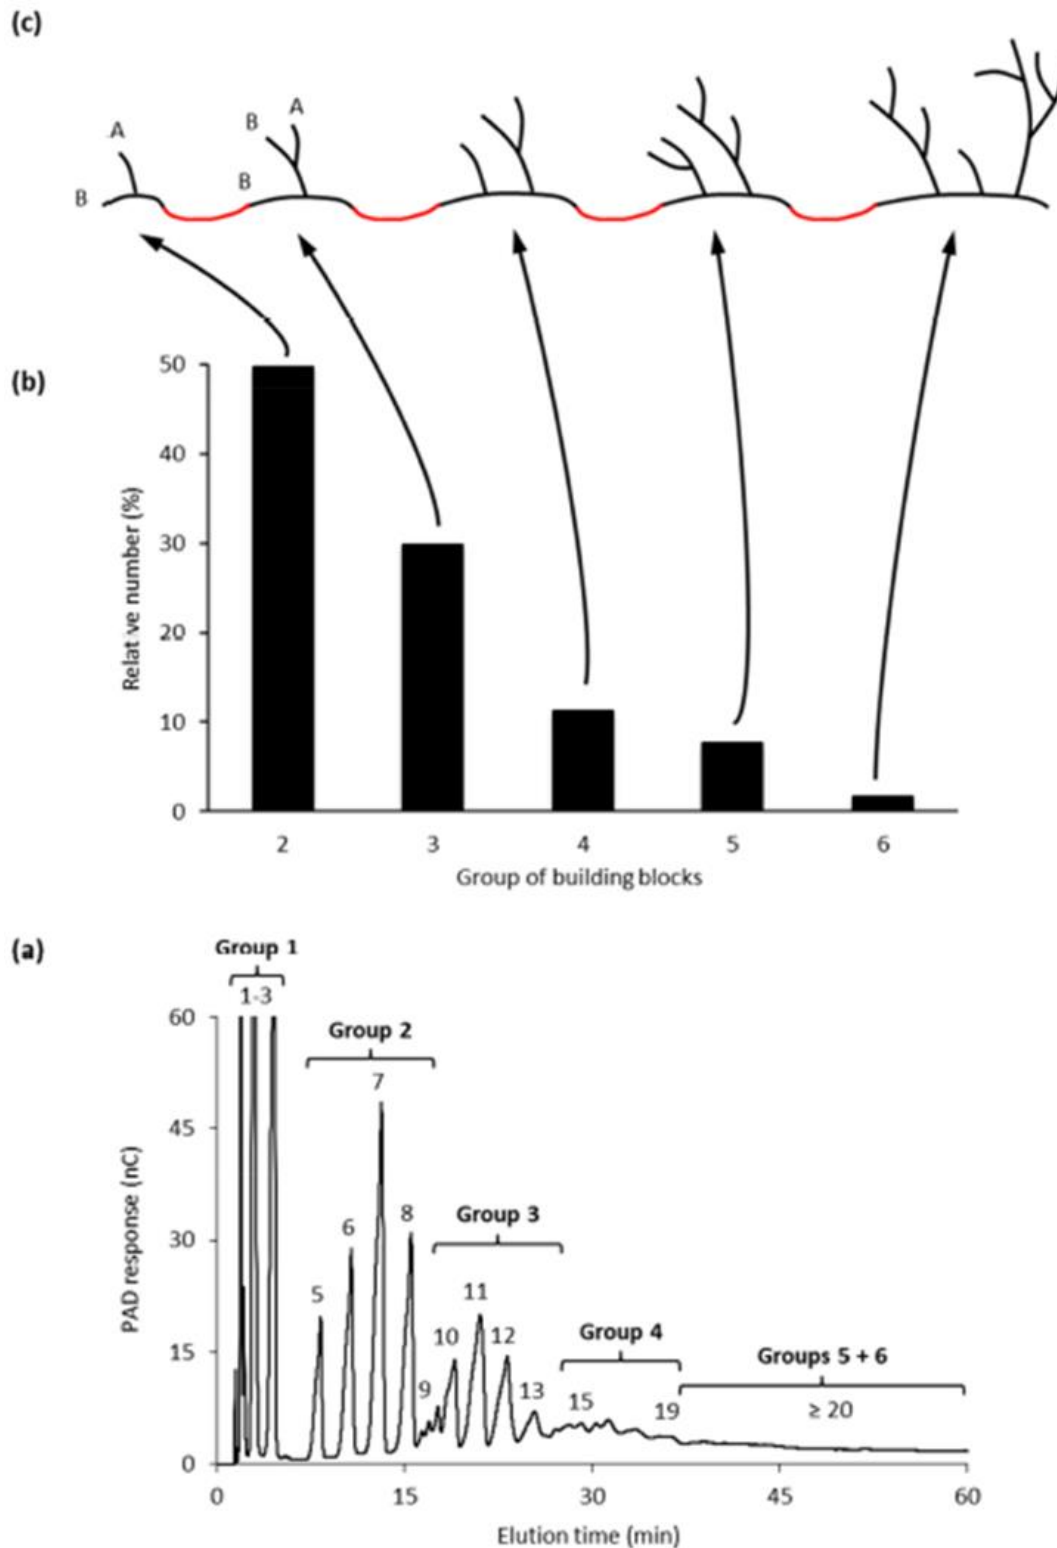 (c)
A
B
B
A
B
(b)
50
40
30
20
10
0
Relative number (%)
2 3 4 5 6
Group of building blocks
(a)
Group 1
1-3
Group 2
7
5
6
8
Group 3
11
10
12
9
13
Group 4
15
19
Groups 5 + 6
≥ 20
60
45
30
15
0
PAD response (nC)
0 15 30 45 60
Elution time (min)